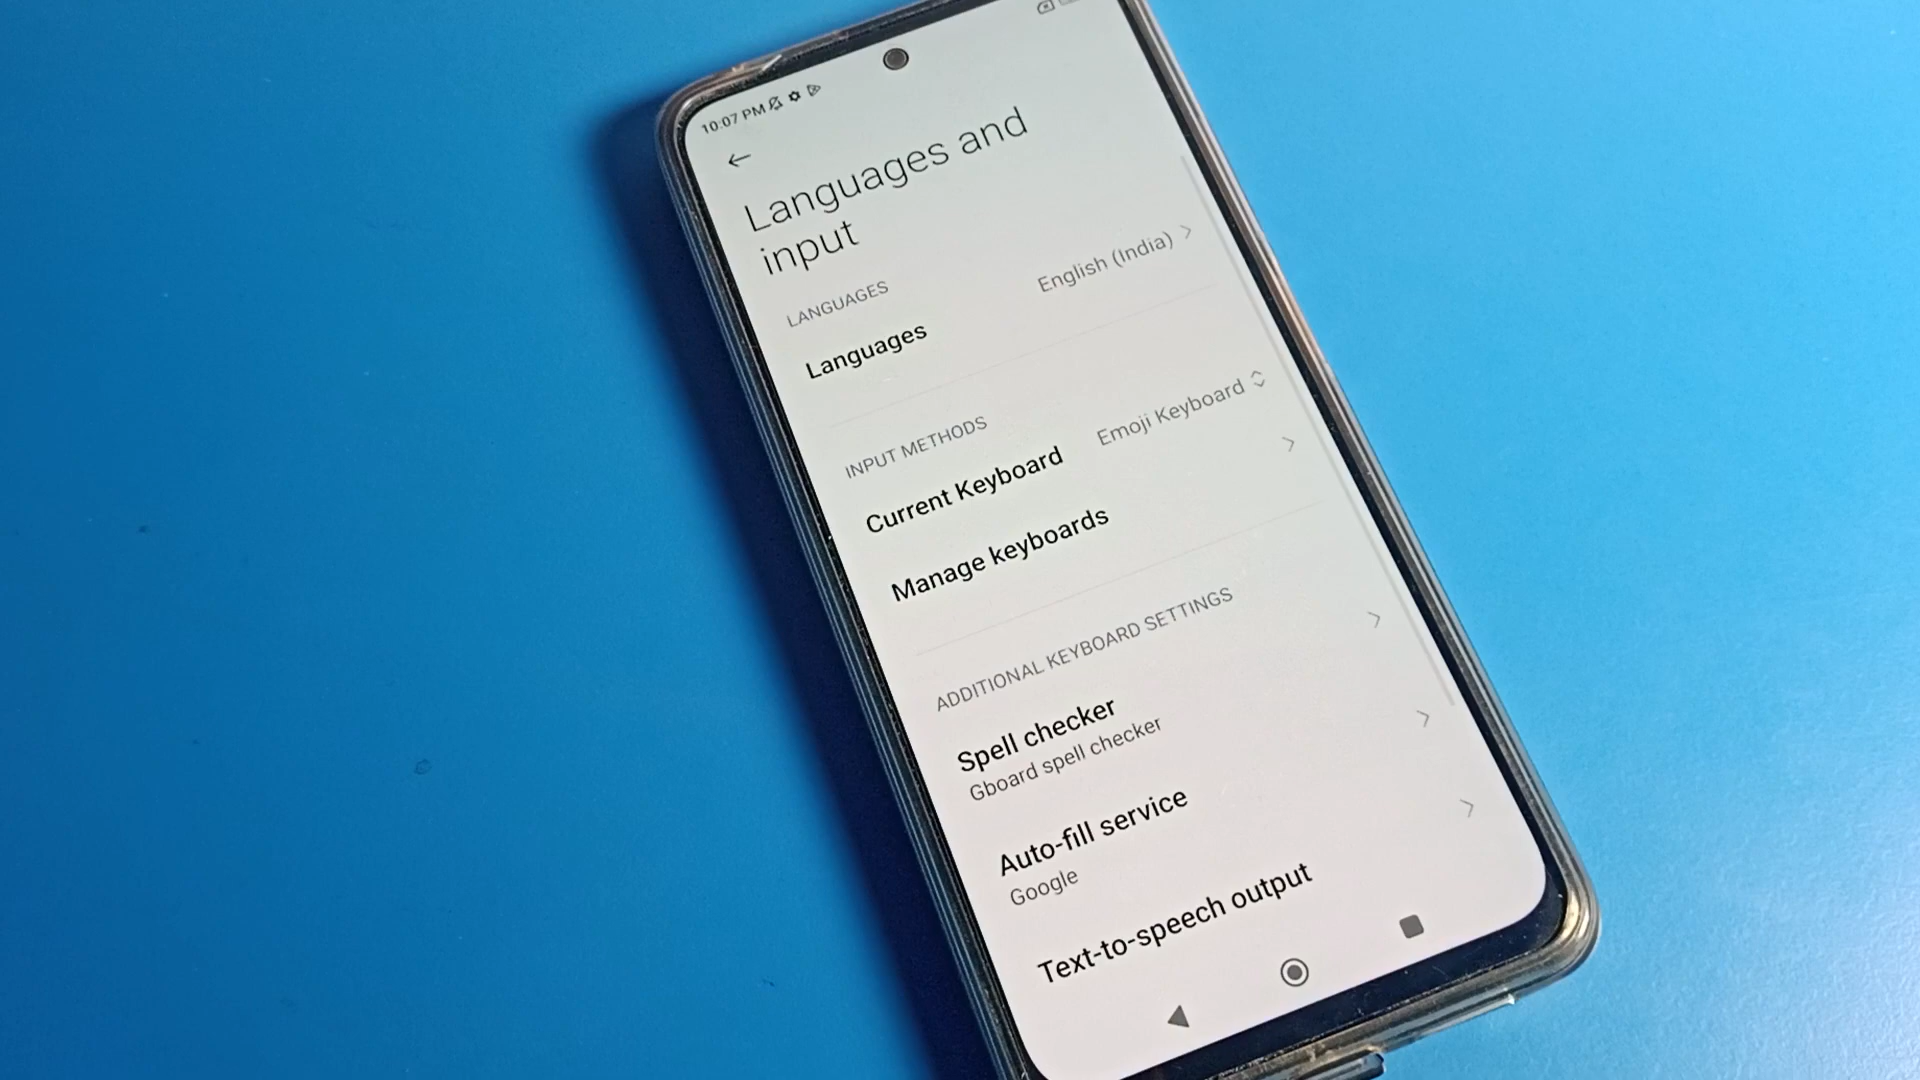 10:07 PM
Languages and
input
LANGUAGES
Languages
English (India)
INPUT METHODS
Current Keyboard
Emoji Keyboard
Manage keyboards
ADDITIONAL KEYBOARD SETTINGS
Spell checker
Gboard spell checker
Auto-fill service
Google
Text-to-speech output